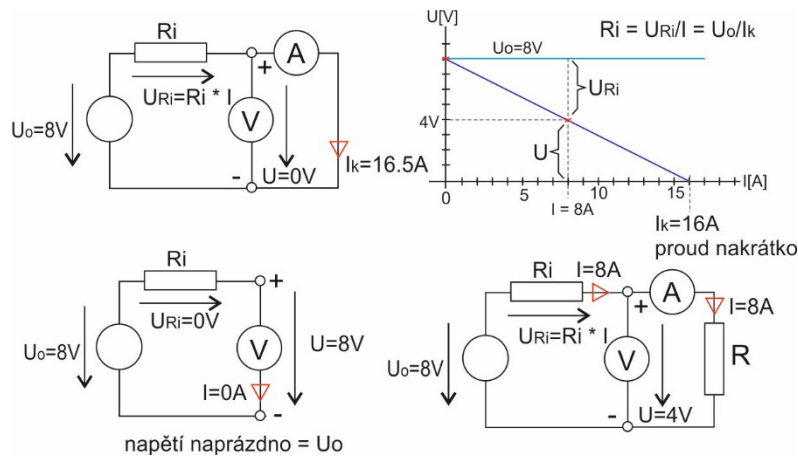 Ri
A
+
URi=Ri * I
V
Uo=8V
-
U=0V
Ik=16.5A
U[V]
Ri = URi/I = Uo/Ik
Uo=8V
URi
4V
U
0
5
10
15
I[A]
I = 8A
Ik=16A
proud nakrátko
Ri
+
URi=0V
V
Uo=8V
U=8V
I=0A
-
napětí naprázdno = Uo
Ri
I=8A
A
+
I=8A
URi=Ri * I
V
R
Uo=8V
-
U=4V